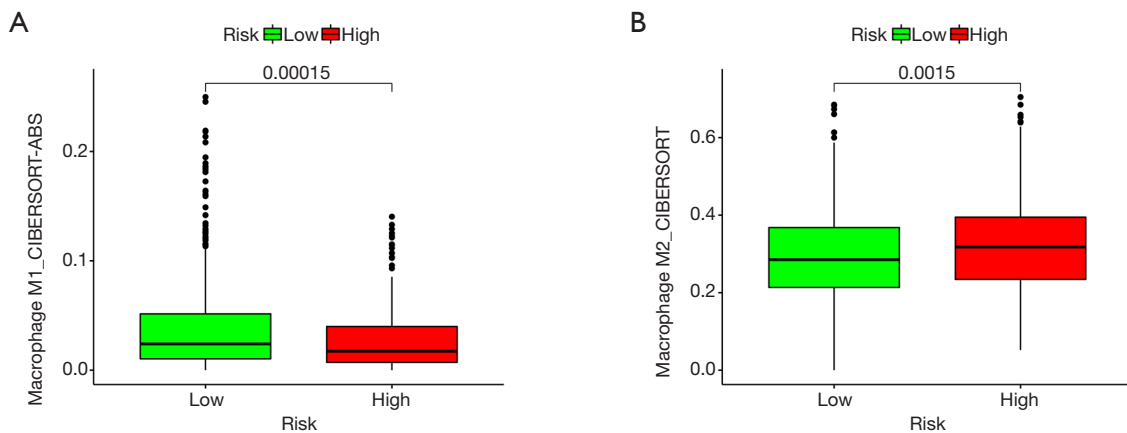 A
Risk Low High
0.00015
Macrophage M1_CIBERSORT-ABS
0.2
0.1
0.0
Low High
Risk
B
Risk Low High
0.0015
Macrophage M2_CIBERSORT
0.6
0.4
0.2
0.0
Low High
Risk